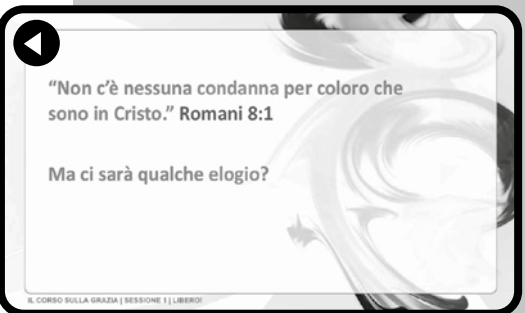 “Non c’è nessuna condanna per coloro che
sono in Cristo.” Romani 8:1
Ma ci sarà qualche elogio?
IL CORSO SULLA GRAZIA | SESSIONE 1 | LIBERO!